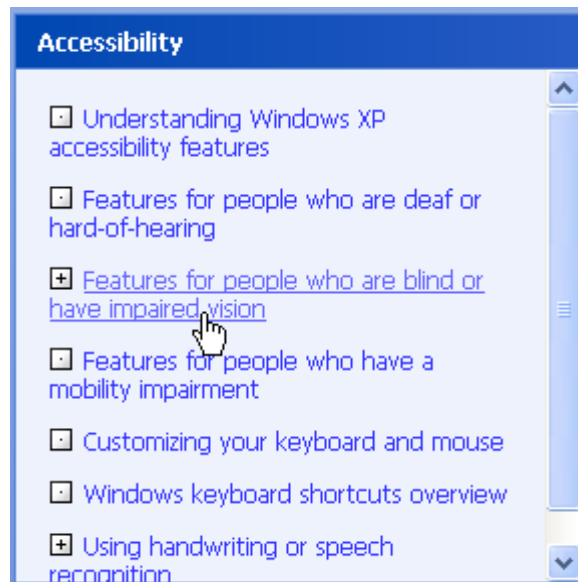 Accessibility
Understanding Windows XP
accessibility features
Features for people who are deaf or
hard-of-hearing
Features for people who are blind or
have impaired vision
Features for people who have a
mobility impairment
Customizing your keyboard and mouse
Windows keyboard shortcuts overview
Using handwriting or speech
recognition